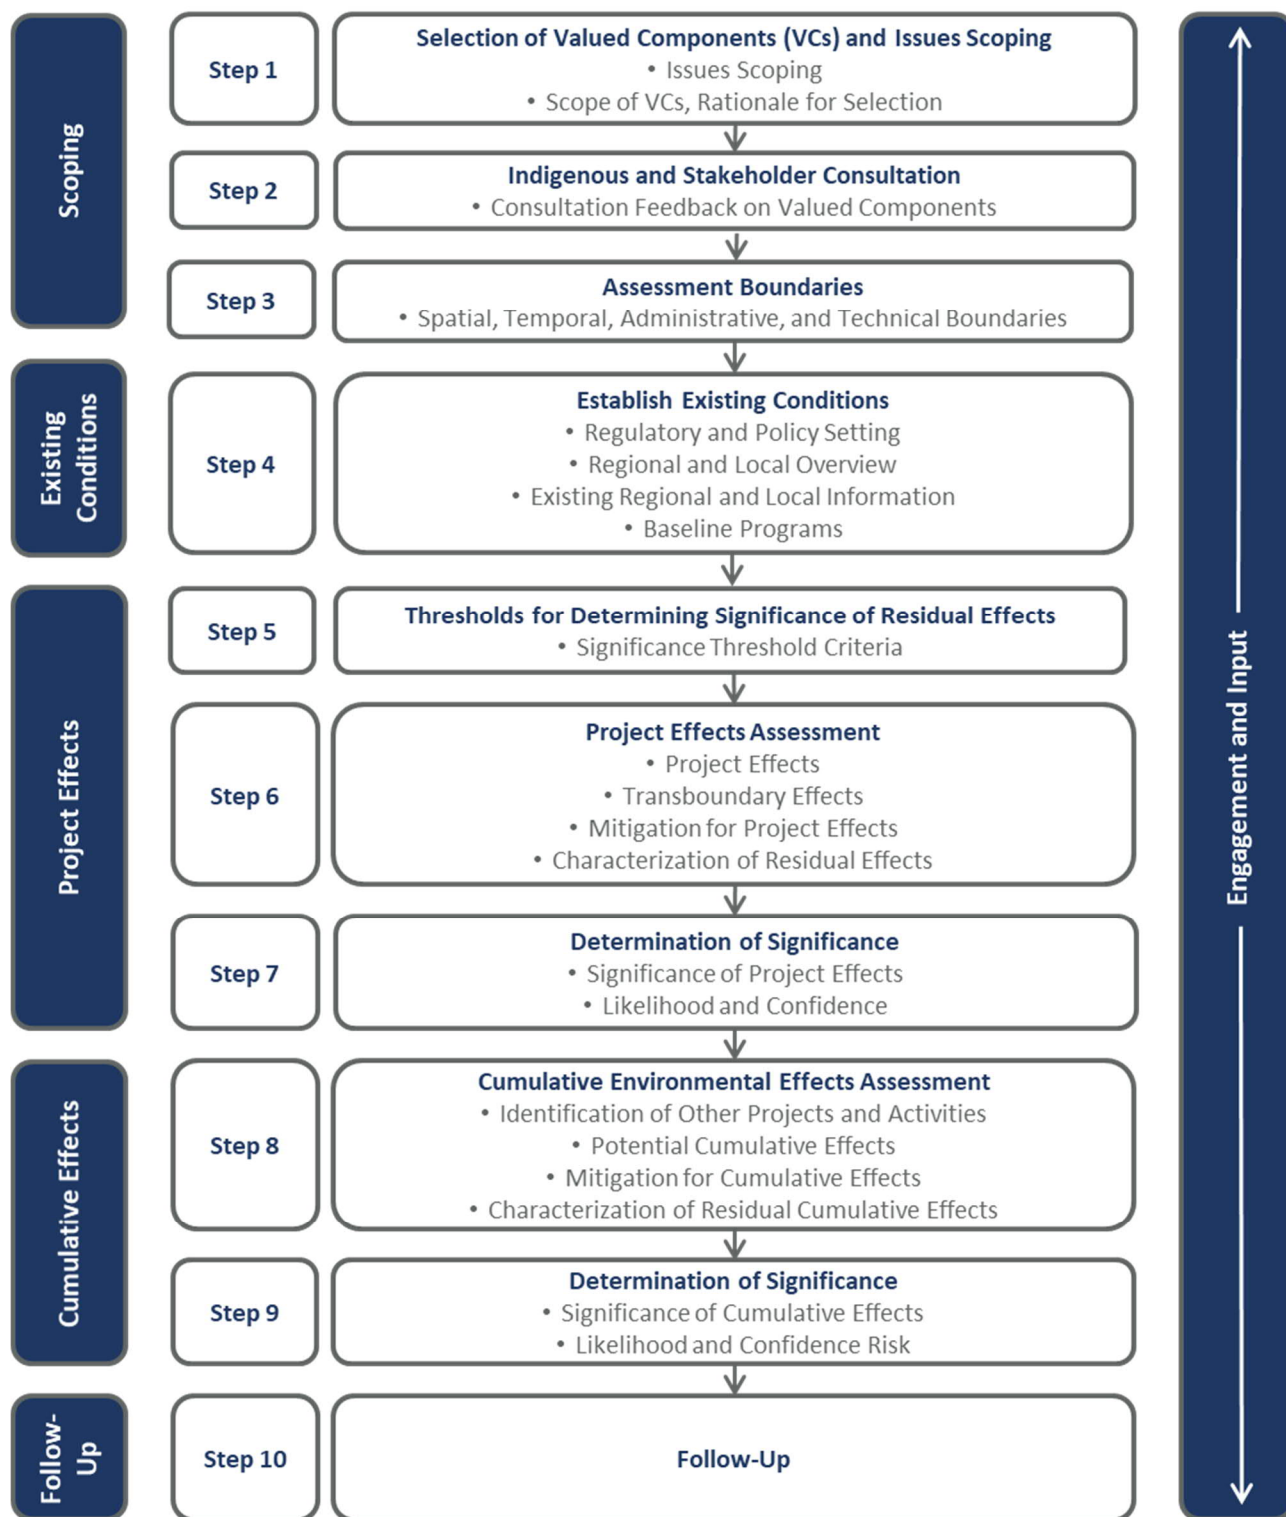 Scoping
Step 1
Selection of Valued Components (VCs) and Issues Scoping
• Issues Scoping
• Scope of VCs, Rationale for Selection
Step 2
Indigenous and Stakeholder Consultation
• Consultation Feedback on Valued Components
Step 3
Assessment Boundaries
• Spatial, Temporal, Administrative, and Technical Boundaries
Existing
Conditions
Step 4
Establish Existing Conditions
• Regulatory and Policy Setting
• Regional and Local Overview
• Existing Regional and Local Information
• Baseline Programs
Project Effects
Step 5
Thresholds for Determining Significance of Residual Effects
• Significance Threshold Criteria
Step 6
Project Effects Assessment
• Project Effects
• Transboundary Effects
• Mitigation for Project Effects
• Characterization of Residual Effects
Step 7
Determination of Significance
• Significance of Project Effects
• Likelihood and Confidence
Cumulative Effects
Step 8
Cumulative Environmental Effects Assessment
• Identification of Other Projects and Activities
• Potential Cumulative Effects
• Mitigation for Cumulative Effects
• Characterization of Residual Cumulative Effects
Step 9
Determination of Significance
• Significance of Cumulative Effects
• Likelihood and Confidence Risk
Follow-
Up
Step 10
Follow-Up
Engagement and Input